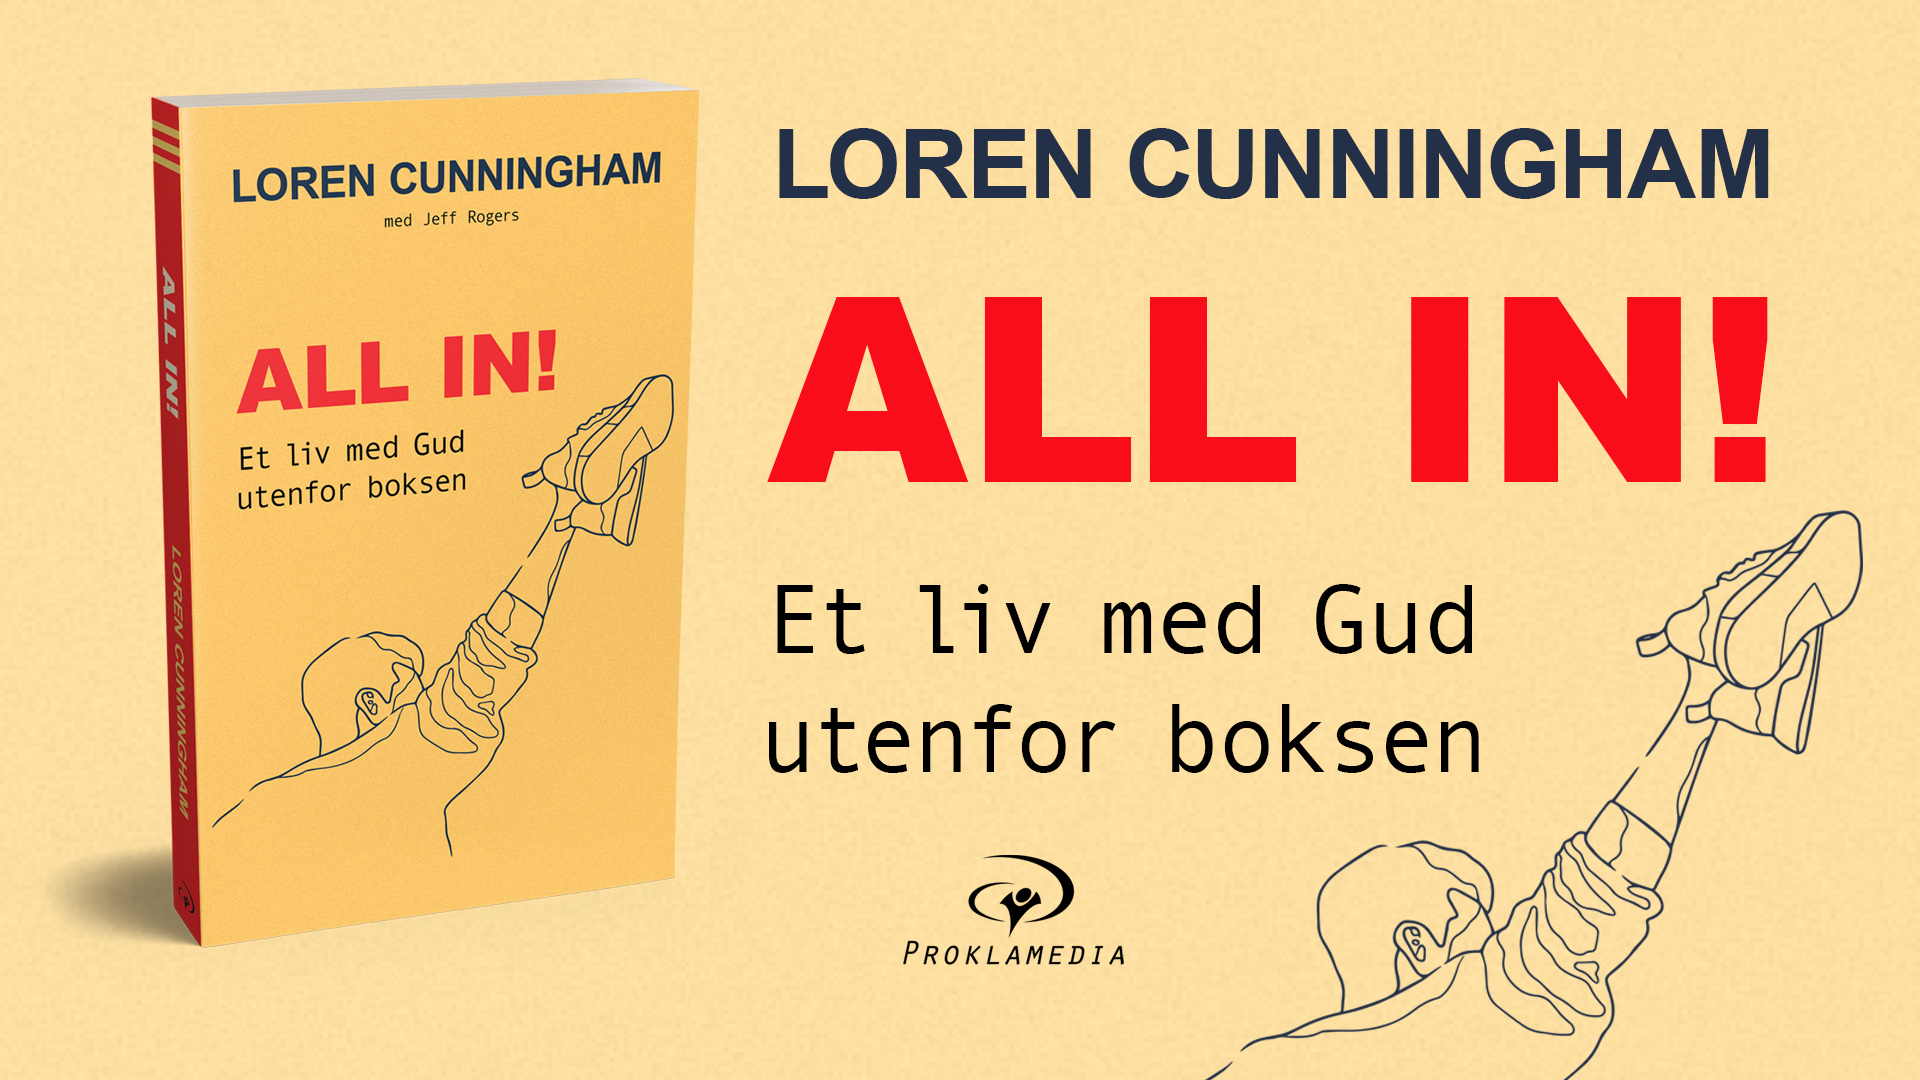 LOREN CUNNINGHAM
med Jeff Rogers
ALL IN!
Et liv med Gud
utenfor boksen
ALL IN!
LOREN CUNNINGHAM
LOREN CUNNINGHAM
ALL IN!
Et liv med Gud
utenfor boksen
PROKLAMEDIA